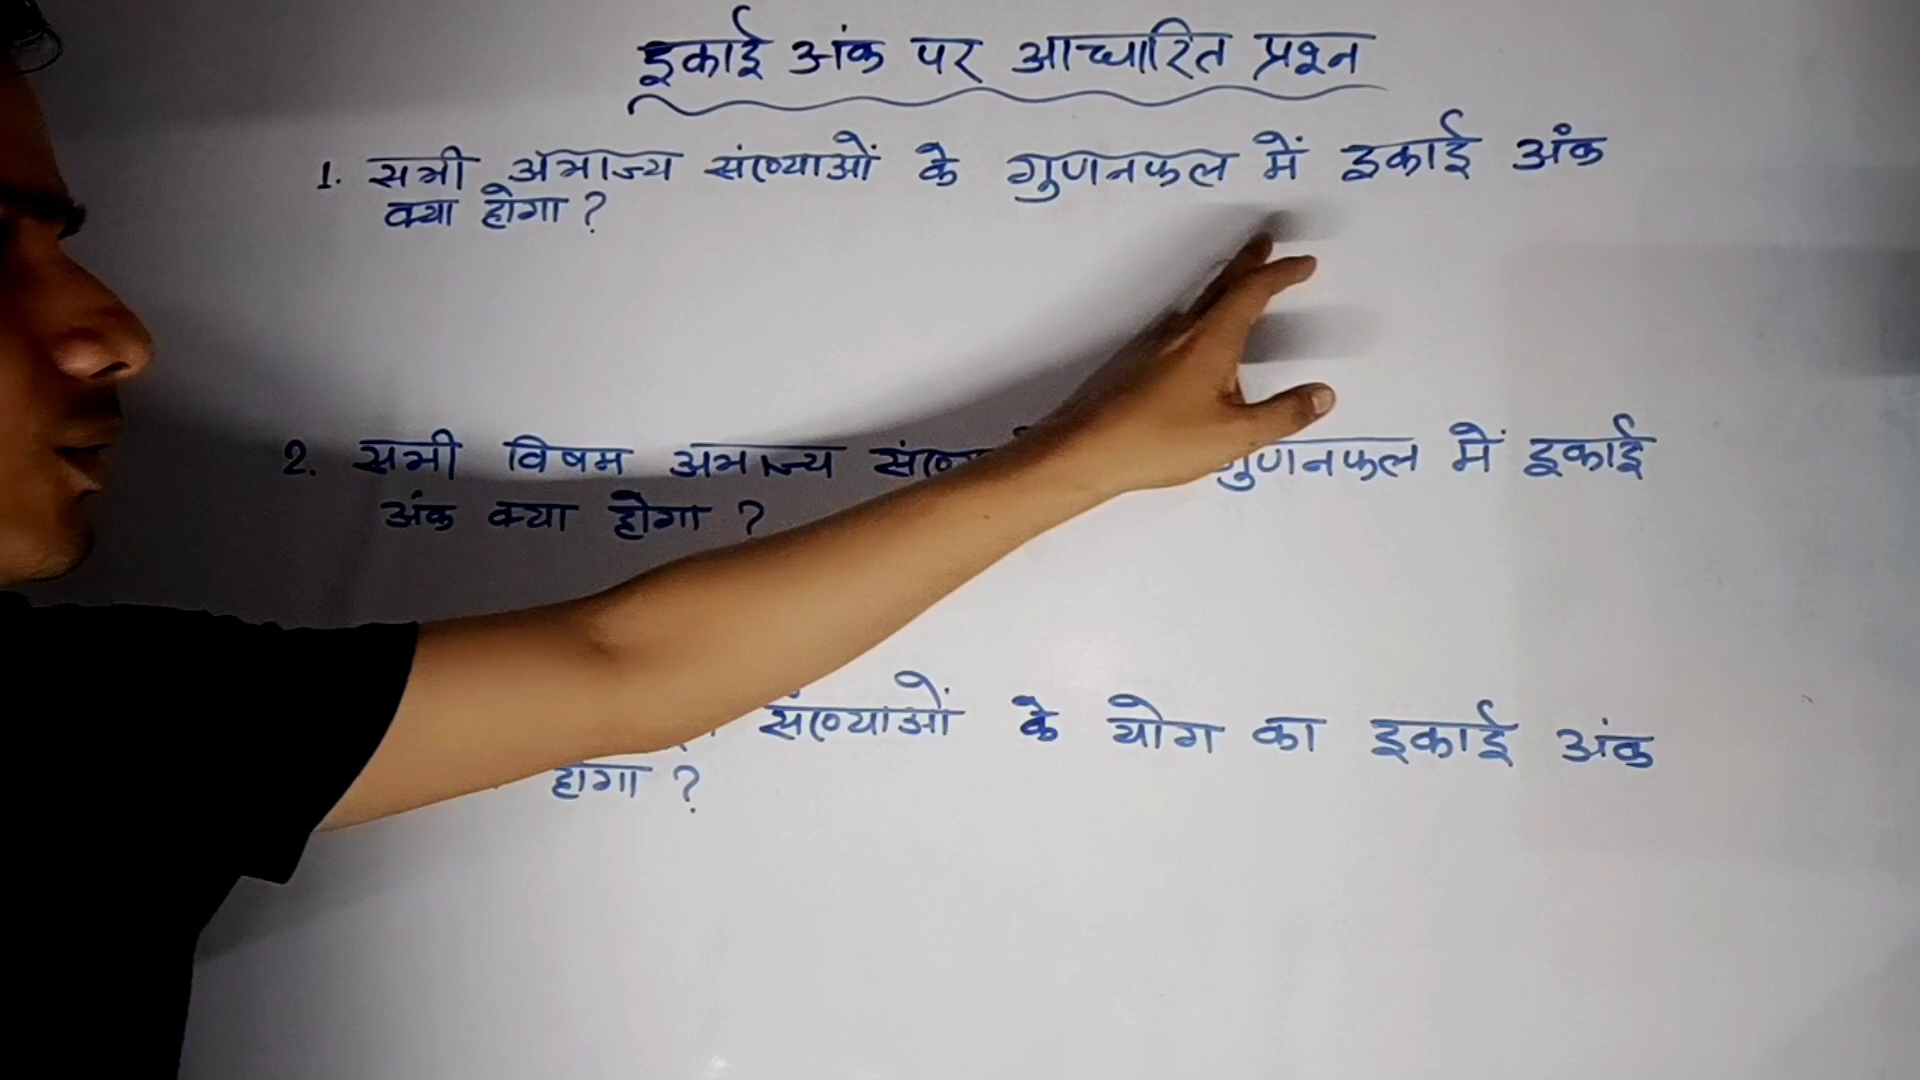 इकाई अंक पर आधारित प्रश्न
1. सभी अभाज्य संख्याओं के गुणनफल में इकाई अंक
क्या होगा ?
2. सभी विषम अभाज्य गुणनफल में इकाई
अंक क्या होगा ?
संख्याओं के योग का इकाई अंक
होगा ?